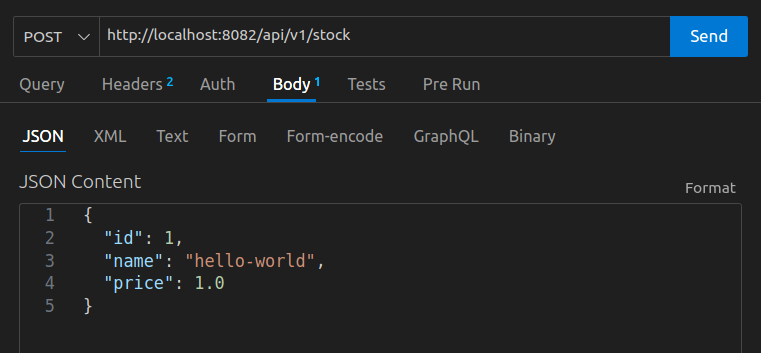 POST http://localhost:8082/api/v1/stock Send
Query Headers 2 Auth Body 1 Tests Pre Run
JSON XML Text Form Form-encode GraphQL Binary
JSON Content
Format
1 {
2 "id": 1,
3 "name": "hello-world",
4 "price": 1.0
5 }